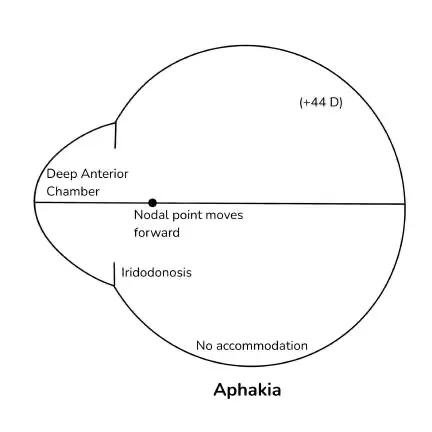 (+44 D)
Deep Anterior
Chamber
Nodal point moves
forward
Iridodonosis
No accommodation
Aphakia